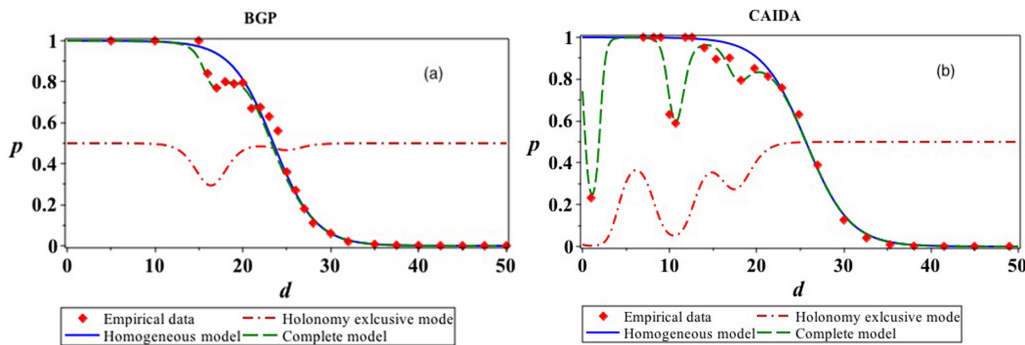 BGP
1
0.8
0.6
p
0.4
0.2
0
(a)
0 10 20 30 40 50
d
Empirical data
Holonomy exlcusive mode
Homogeneous model
Complete model
CAIDA
1
0.8
0.6
p
0.4
0.2
0
(b)
0 10 20 30 40 50
d
Empirical data
Holonomy exlcusive mode
Homogeneous model
Complete model